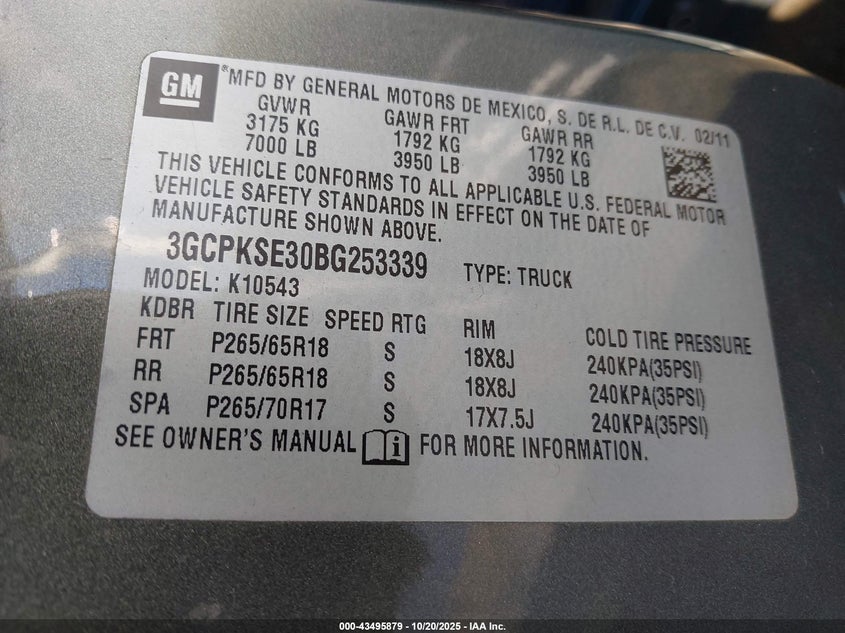 GM
®MFD BY GENERAL MOTORS DE MEXICO, S. DE R.L. DE C.V. 02/11
GVWR GAWR FRT GAWR RR
3175 KG 1792 KG 1792 KG
7000 LB 3950 LB 3950 LB
THIS VEHICLE CONFORMS TO ALL APPLICABLE U.S. FEDERAL MOTOR
VEHICLE SAFETY STANDARDS IN EFFECT ON THE DATE OF
MANUFACTURE SHOWN ABOVE.
3GCPKSE30BG253339 TYPE: TRUCK
MODEL: K10543
KDBR TIRE SIZE SPEED RTG RIM COLD TIRE PRESSURE
FRT P265/65R18 S 18X8J 240KPA(35PSI)
RR P265/65R18 S 18X8J 240KPA(35PSI)
SPA P265/70R17 S 17X7.5J 240KPA(35PSI)
SEE OWNER'S MANUAL i FOR MORE INFORMATION.
000-43495879 | 10/20/2025 - IAA Inc.